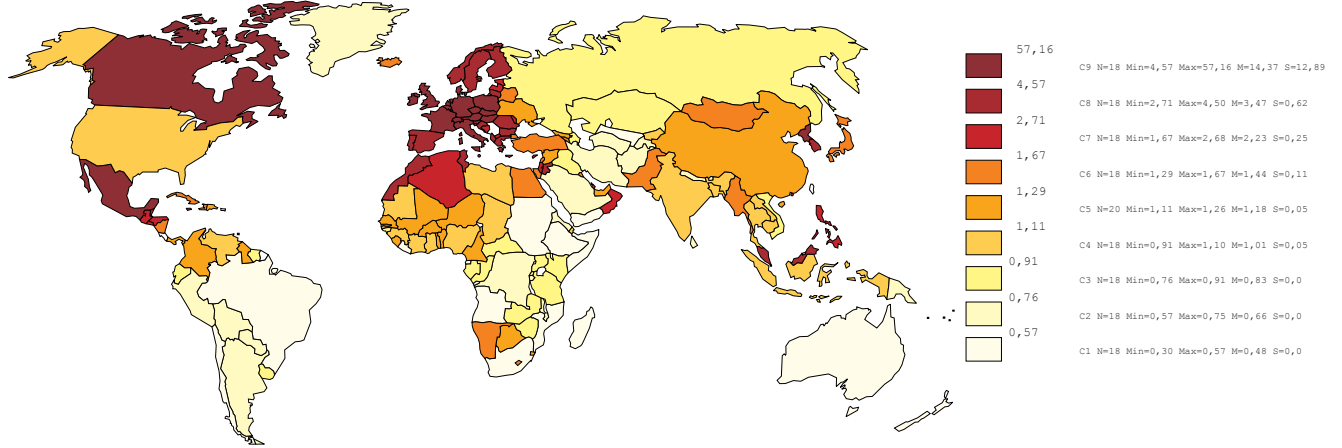 57,16
C9 N=18 Min=4,57 Max=57,16 M=14,37 S=12,89
4,57
C8 N=18 Min=2,71 Max=4,50 M=3,47 S=0,62
2,71
C7 N=18 Min=1,67 Max=2,68 M=2,23 S=0,25
1,67
C6 N=18 Min=1,29 Max=1,67 M=1,44 S=0,11
1,29
C5 N=20 Min=1,11 Max=1,26 M=1,18 S=0,05
1,11
C4 N=18 Min=0,91 Max=1,10 M=1,01 S=0,05
0,91
C3 N=18 Min=0,76 Max=0,91 M=0,83 S=0,0
0,76
C2 N=18 Min=0,57 Max=0,75 M=0,66 S=0,0
0,57
C1 N=18 Min=0,30 Max=0,57 M=0,48 S=0,0